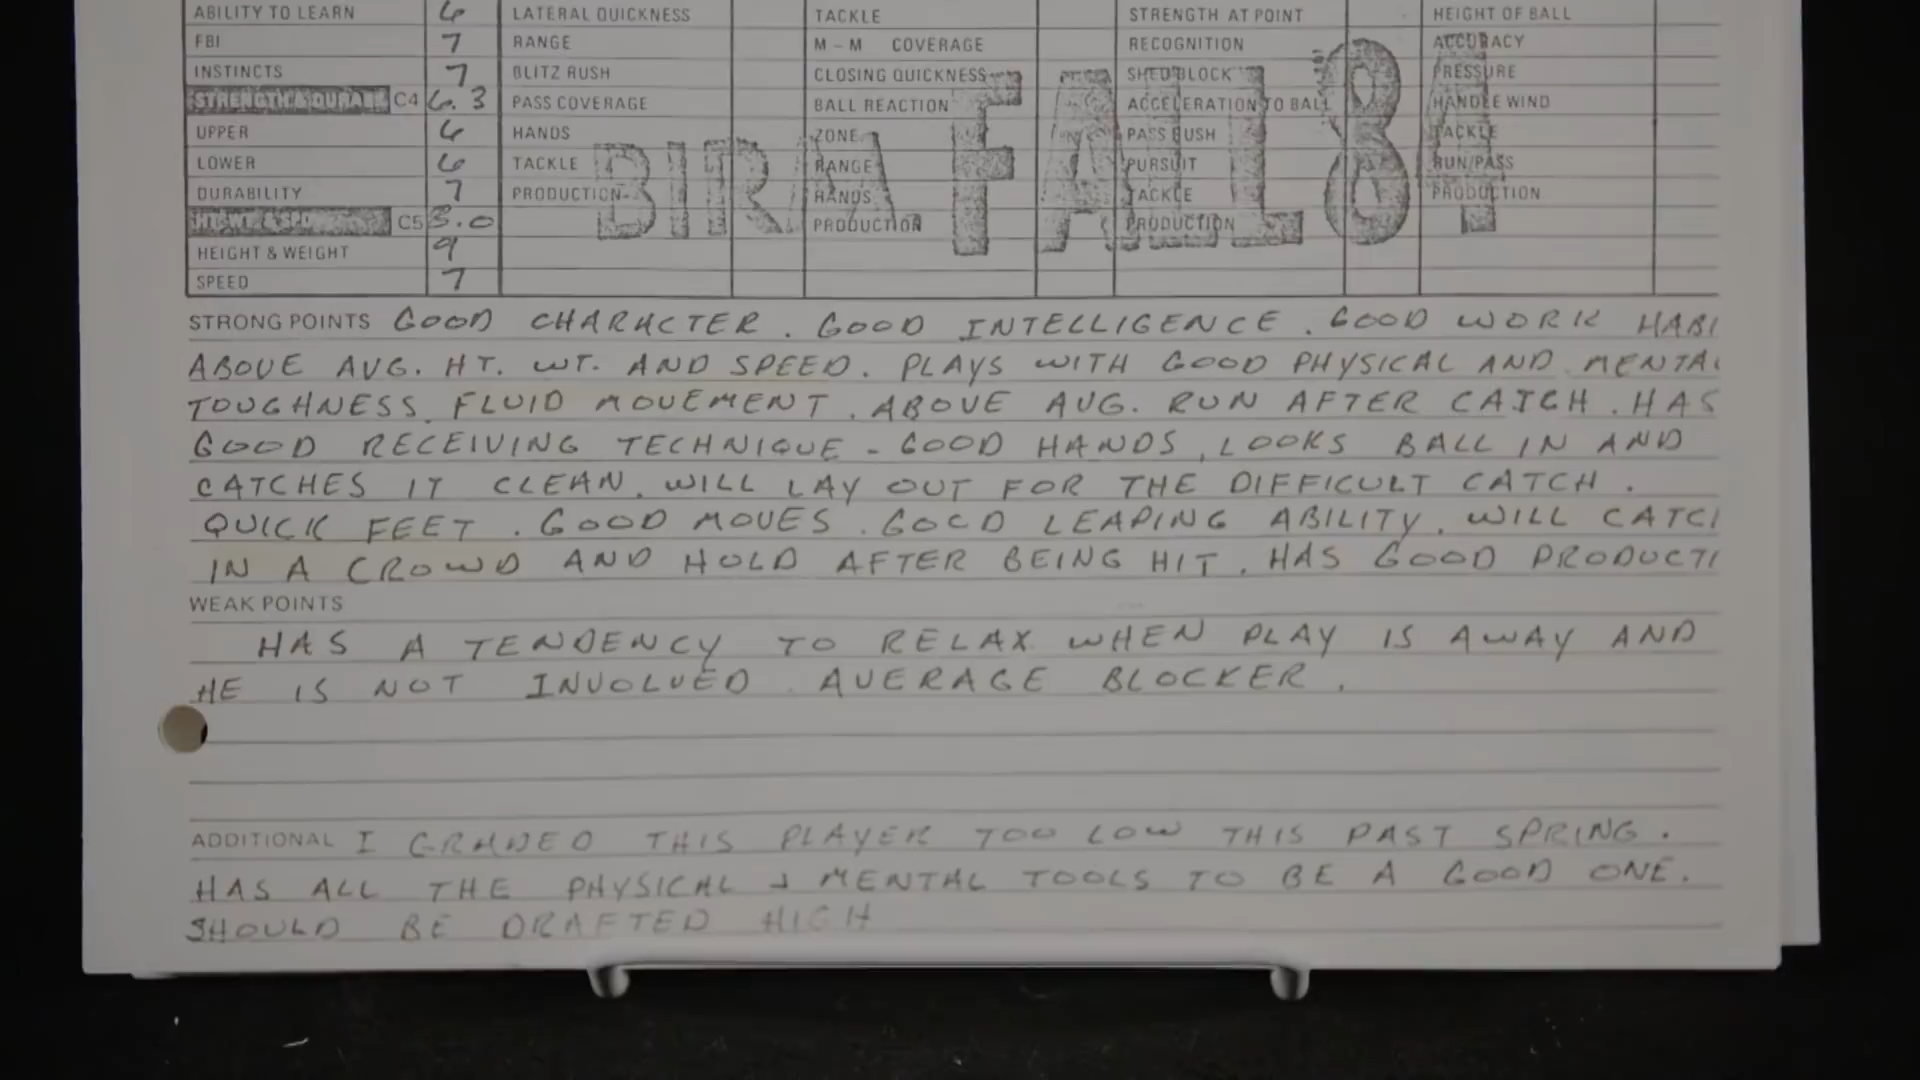 ABILITY TO LEARN 6 LATERAL QUICKNESS TACKLE STRENGTH AT POINT HEIGHT OF BALL
FBI 7 RANGE M-M COVERAGE RECOGNITION ACCURACY
INSTINCTS 7 BLITZ RUSH CLOSING QUICKNESS SHED BLOCK PRESSURE
STRENGTH & DURAB C4 6.3 PASS COVERAGE BALL REACTION ACCELERATION TO BALL HANDLE WIND
UPPER 6 HANDS ZONE PASS RUSH TACKLE
LOWER 6 TACKLE RANGE PURSUIT RUN/PASS
DURABILITY 7 PRODUCTION HANDS TACKLE PRODUCTION
C5 8.0 PRODUCTION PRODUCTION
HEIGHT & WEIGHT 9
SPEED 7
FALL 84
STRONG POINTS GOOD CHARACTER. GOOD INTELLIGENCE. GOOD WORK HABI
ABOVE AVG. HT. WT. AND SPEED. PLAYS WITH GOOD PHYSICAL AND MENTA
TOUGHNESS. FLUID MOVEMENT. ABOVE AVG. RUN AFTER CATCH. HAS
GOOD RECEIVING TECHNIQUE - GOOD HANDS, LOOKS BALL IN AND
CATCHES IT CLEAN. WILL LAY OUT FOR THE DIFFICULT CATCH.
QUICK FEET. GOOD MOVES. GOOD LEAPING ABILITY. WILL CATC
IN A CROWD AND HOLD AFTER BEING HIT. HAS GOOD PRODUCTI
WEAK POINTS
HAS A TENDENCY TO RELAX WHEN PLAY IS AWAY AND
HE IS NOT INVOLVED. AVERAGE BLOCKER.
ADDITIONAL I GRADED THIS PLAYER TOO LOW THIS PAST SPRING.
HAS ALL THE PHYSICAL & MENTAL TOOLS TO BE A GOOD ONE.
SHOULD BE DRAFTED HIGH